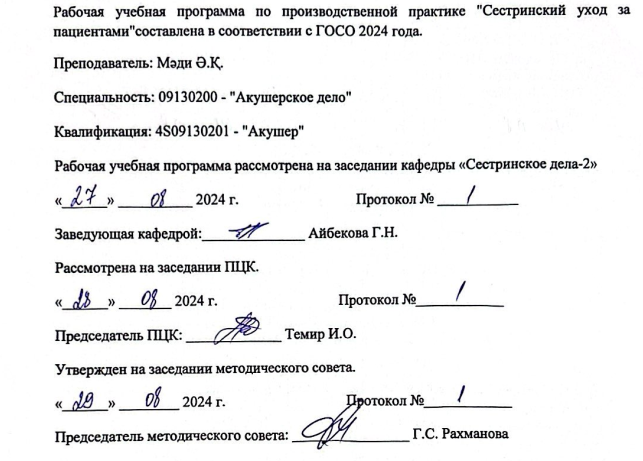 Рабочая учебная программа по производственной практике "Сестринский уход за
пациентами"составлена в соответствии с ГОСО 2024 года.
Преподаватель: Мәди Ә.Қ.
Специальность: 09130200 - "Акушерское дело"
Квалификация: 4S09130201 - "Акушер"
Рабочая учебная программа рассмотрена на заседании кафедры «Сестринское дела-2»
«27» 08 2024 г. Протокол № 1
Заведующая кафедрой: Айбекова Г.Н.
Рассмотрена на заседании ПЦК.
«28» 08 2024 г. Протокол № 1
Председатель ПЦК: Темир И.О.
Утвержден на заседании методического совета.
«29» 08 2024 г. Протокол № 1
Председатель методического совета: Г.С. Рахманова